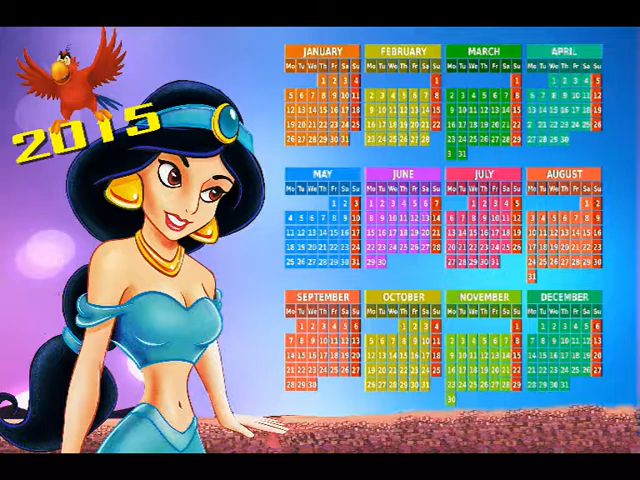 2015
JANUARY
Mo Tu We Th Fr Sa Su
1 2 3 4
5 6 7 8 9 10 11
12 13 14 15 16 17 18
19 20 21 22 23 24 25
26 27 28 29 30 31
FEBRUARY
Mo Tu We Th Fr Sa Su
1
2 3 4 5 6 7 8
9 10 11 12 13 14 15
16 17 18 19 20 21 22
23 24 25 26 27 28
MARCH
Mo Tu We Th Fr Sa Su
1
2 3 4 5 6 7 8
9 10 11 12 13 14 15
16 17 18 19 20 21 22
23 24 25 26 27 28 29
3 31
APRIL
Mo Tu We Th Fr Sa Su
1 2 3 4 5
6 7 8 9 10 11 12
13 14 15 16 17 18 19
20 21 22 23 24 25 26
27 28 29 30
MAY
Mo Tu We Th Fr Sa Su
1 2 3
4 5 6 7 8 9 10
11 12 13 14 15 16 17
18 19 20 21 22 23 24
25 26 27 28 29 30 31
JUNE
Mo Tu We Th Fr Sa Su
1 2 3 4 5 6 7
8 9 10 11 12 13 14
15 16 17 18 19 20 21
22 23 24 25 26 27 28
29 30
JULY
Mo Tu We Th Fr Sa Su
1 2 3 4 5
6 7 8 9 10 11 12
13 14 15 16 17 18 19
20 21 22 23 24 25 26
27 28 29 30 31
AUGUST
Mo Tu We Th Fr Sa Su
1 2
3 4 5 6 7 8 9
10 11 12 13 14 15 16
17 18 19 20 21 22 23
24 25 26 27 28 29 30
31
SEPTEMBER
Mo Tu We Th Fr Sa Su
1 2 3 4 5 6
7 8 9 10 11 12 13
14 15 16 17 18 19 20
21 22 23 24 25 26 27
28 29 30
OCTOBER
Mo Tu We Th Fr Sa Su
1 2 3 4
5 6 7 8 9 10 11
12 13 14 15 16 17 18
19 20 21 22 23 24 25
26 27 28 29 30 31
NOVEMBER
Mo Tu We Th Fr Sa Su
1
2 3 4 5 6 7 8
9 10 11 12 13 14 15
16 17 18 19 20 21 22
23 24 25 26 27 28 29
30
DECEMBER
Mo Tu We Th Fr Sa Su
1 2 3 4 5 6
7 8 9 10 11 12 13
14 15 16 17 18 19 20
21 22 23 24 25 26 27
28 29 30 31